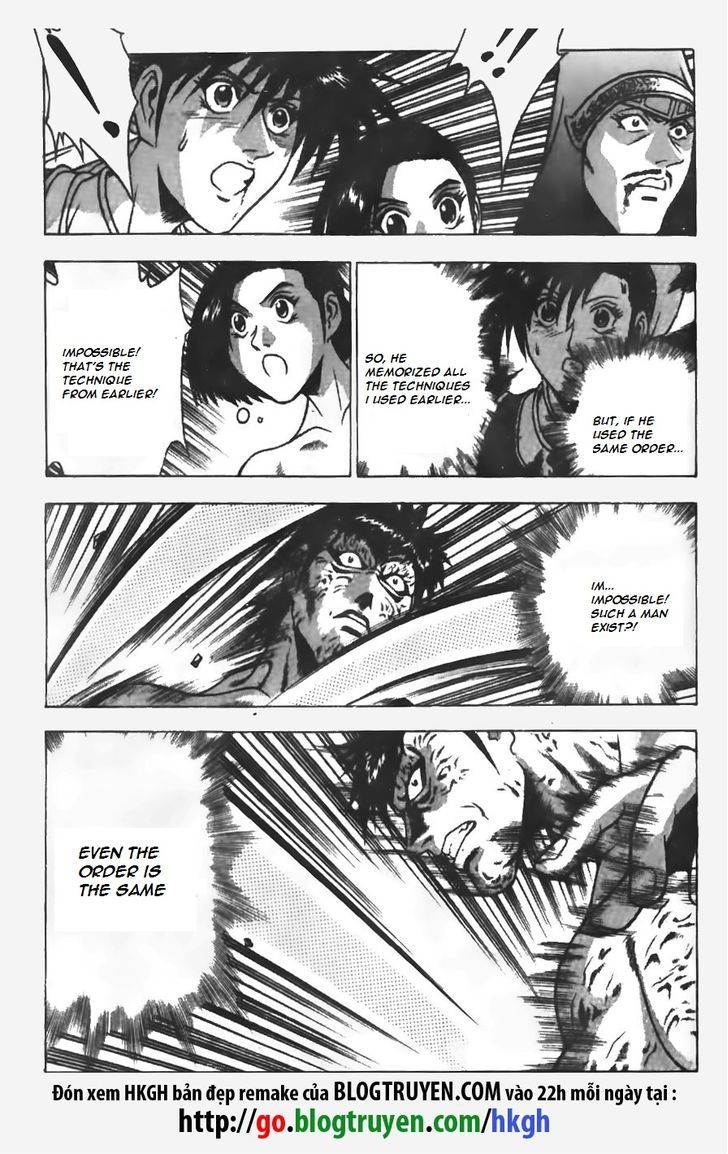 !!
!!
IMPOSSIBLE!
THAT'S THE
TECHNIQUE
FROM EARLIER!
SO, HE
MEMORIZED ALL
THE TECHNIQUES
I USED EARLIER...
BUT, IF HE
USED THE
SAME ORDER...
IM...
IMPOSSIBLE!
SUCH A MAN
EXIST?!
EVEN THE
ORDER IS
THE SAME
Đón xem HKGH bản đẹp remake của BLOGTRUYEN.COM vào 22h mỗi ngày tại :
http://go.blogtruyen.com/hkgh